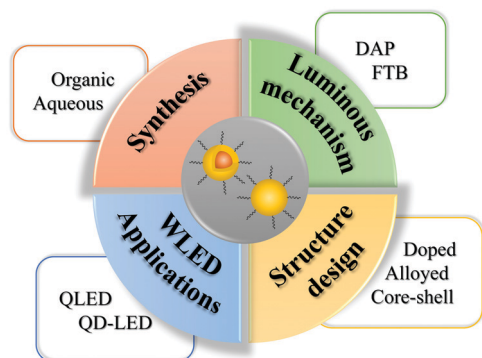 Organic
Aqueous
Synthesis
DAP
FTB
Luminous
mechanism
WLED
Applications
QLED
QD-LED
Structure
design
Doped
Alloyed
Core-shell